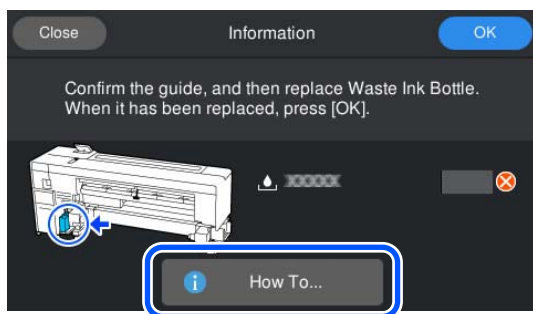 Close
Information
OK
Confirm the guide, and then replace Waste Ink Bottle.
When it has been replaced, press [OK].
XXXXX
How To...